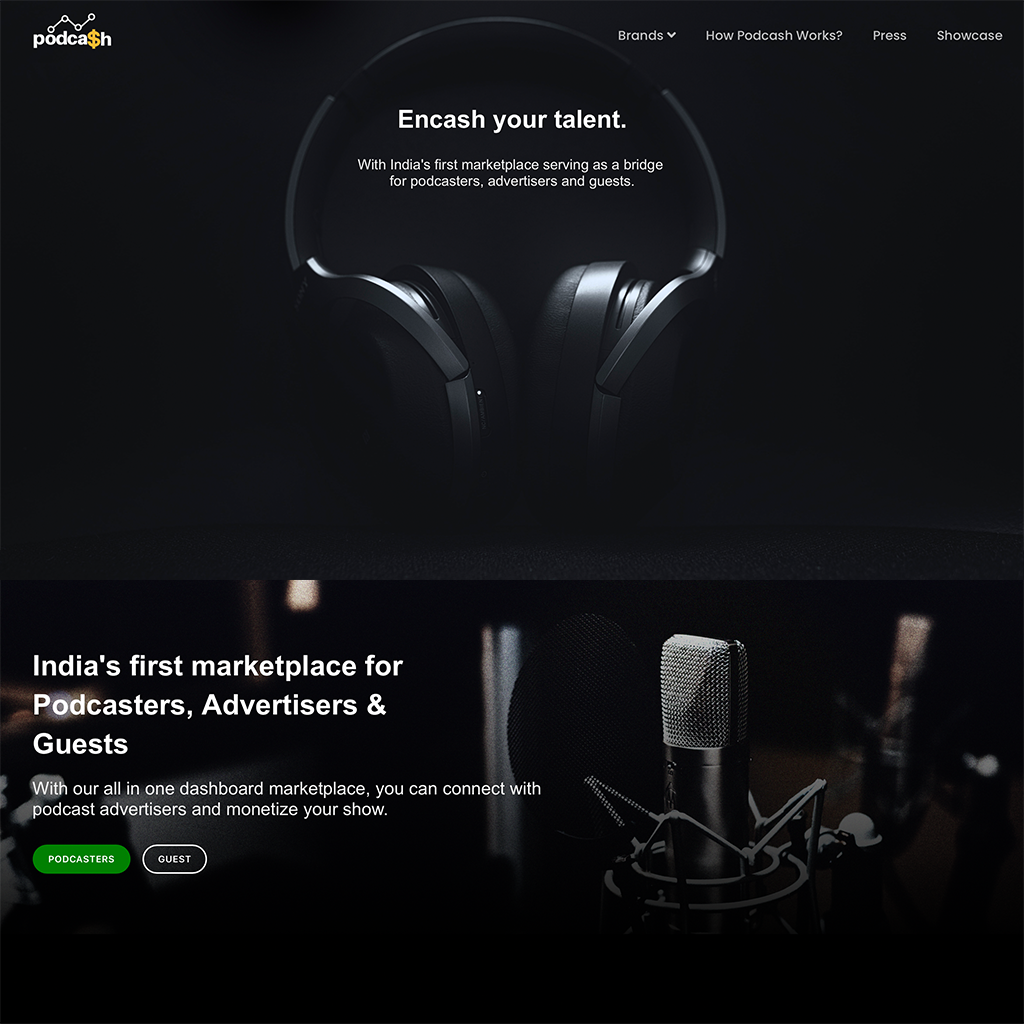 podca$h
Brands
How Podcash Works?
Press
Showcase
Encash your talent.
With India's first marketplace serving as a bridge
for podcasters, advertisers and guests.
India's first marketplace for
Podcasters, Advertisers &
Guests
With our all in one dashboard marketplace, you can connect with
podcast advertisers and monetize your show.
PODCASTERS
GUEST